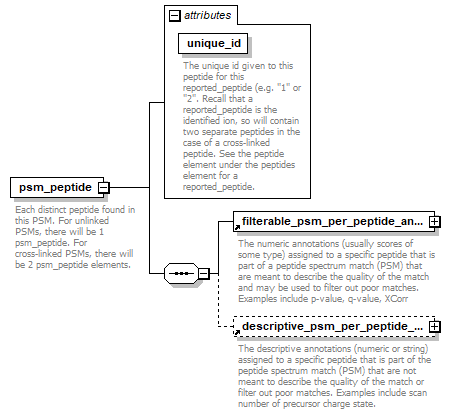 attributes
unique_id
The unique id given to this
peptide for this
reported_peptide (e.g. "1" or
"2". Recall that a
reported_peptide is the
identified ion, so will contain
two separate peptides in the
case of a cross-linked
peptide. See the peptide
element under the peptides
element for a
reported_peptide.
psm_peptide
Each distinct peptide found in
this PSM. For unlinked
PSMs, there will be 1
psm_peptide. For
cross-linked PSMs, there will
be 2 psm_peptide elements.
filterable_psm_per_peptide_an...
The numeric annotations (usually scores of
some type) assigned to a specific peptide that is
part of a peptide spectrum match (PSM) that
are meant to describe the quality of the match
and may be used to filter out poor matches.
Examples include p-value, q-value, XCorr
descriptive_psm_per_peptide_...
The descriptive annotations (numeric or string)
assigned to a specific peptide that is part of the
peptide spectrum match (PSM) that are not
meant to describe the quality of the match or
filter out poor matches. Examples include scan
number of precursor charge state.